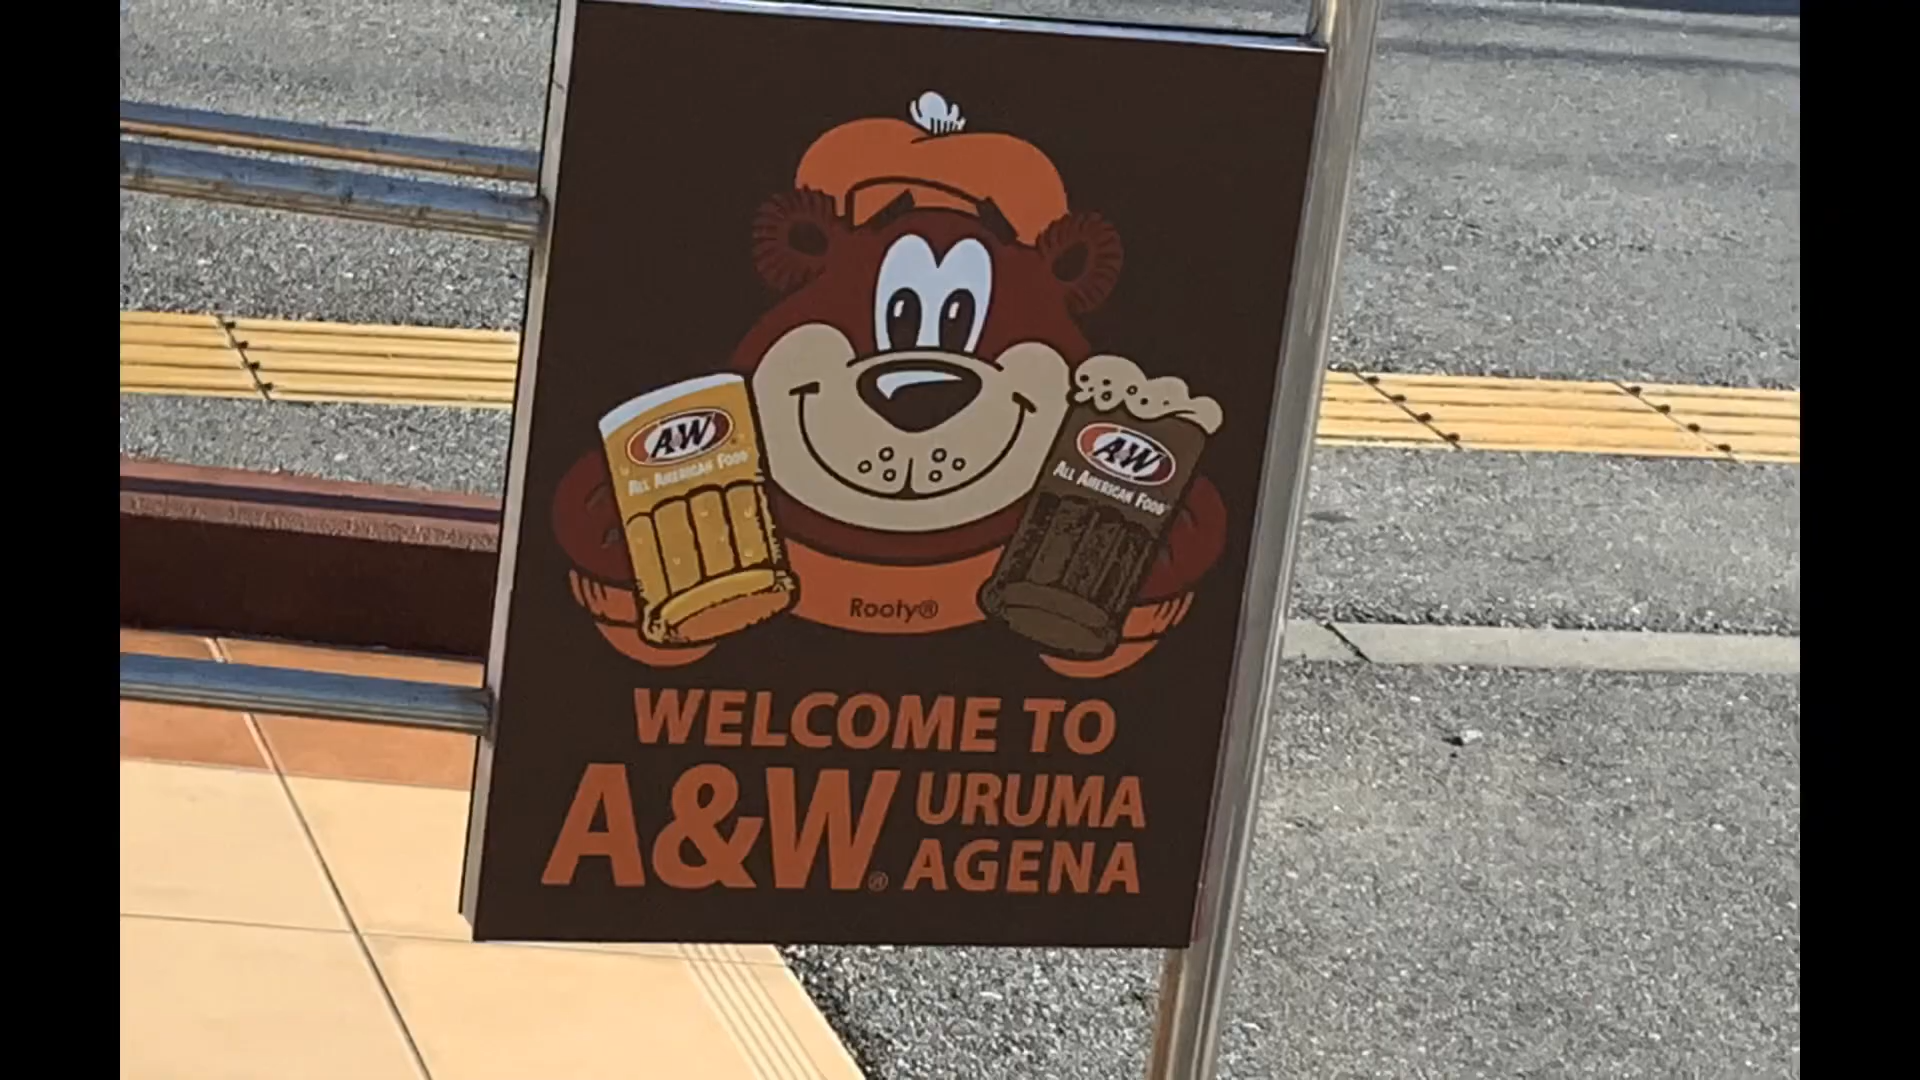 A&W
ALL AMERICAN FOOD
A&W
ALL AMERICAN FOOD
Rooty®
WELCOME TO
A&W® URUMA
AGENA